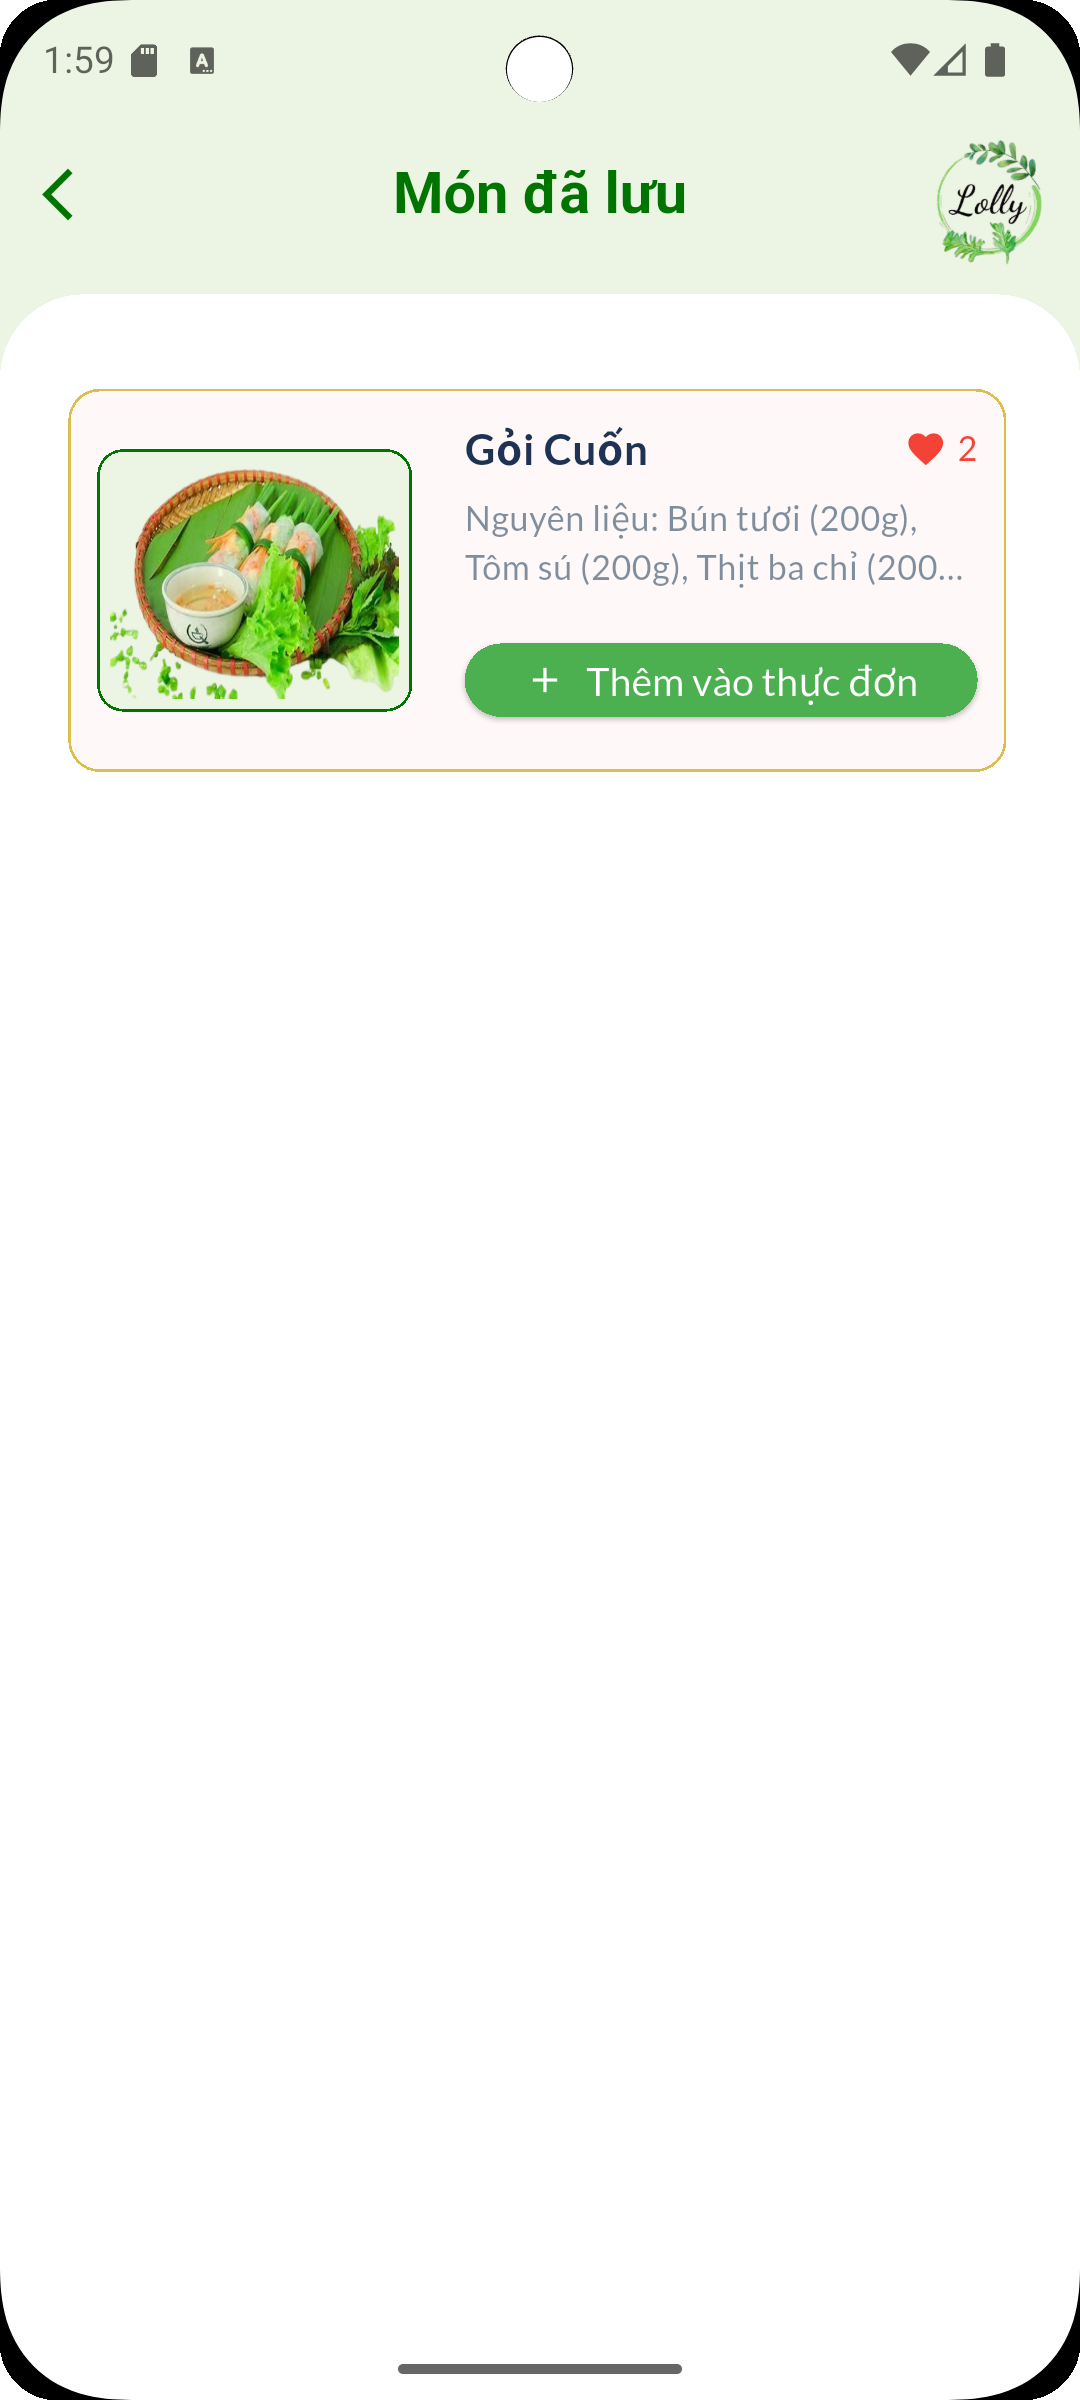 1:59
Món đã lưu
Lolly
Gỏi Cuốn
2
Nguyên liệu: Bún tươi (200g),
Tôm sú (200g), Thịt ba chỉ (200...
+ Thêm vào thực đơn